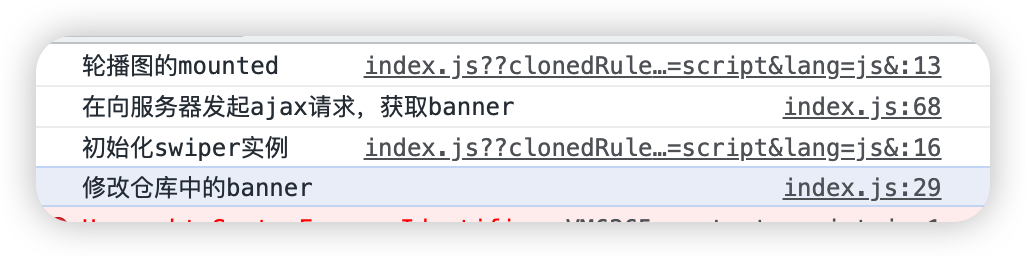 轮播图的mounted index.js??clonedRule…=script&lang=js&:13
在向服务器发起ajax请求，获取banner index.js:68
初始化swiper实例 index.js??clonedRule…=script&lang=js&:16
修改仓库中的banner index.js:29